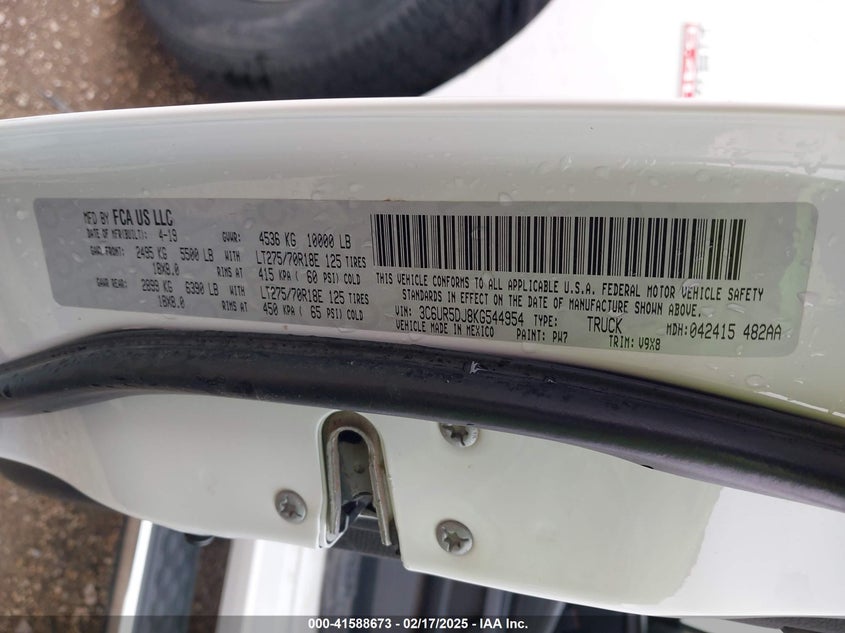 MFD BY FCA US LLC
DATE OF MFR(BUILT): 4-19 GVWR: 4536 KG 10000 LB
GAWR FRONT: 2495 KG 5500 LB WITH LT275/70R18E 125 TIRES
18X8.0 RIMS AT 415 KPA ( 60 PSI) COLD
GAWR REAR: 2899 KG 6390 LB WITH LT275/70R18E 125 TIRES
18X8.0 RIMS AT 450 KPA ( 65 PSI) COLD
THIS VEHICLE CONFORMS TO ALL APPLICABLE U.S.A. FEDERAL MOTOR VEHICLE SAFETY
STANDARDS IN EFFECT ON THE DATE OF MANUFACTURE SHOWN ABOVE.
VIN: 3C6UR5DJ8KG544954 TYPE: TRUCK MDH: 042415 482AA
VEHICLE MADE IN MEXICO PAINT: PW7 TRIM: V9X8
000-41588673 - 02/17/2025 - IAA Inc.